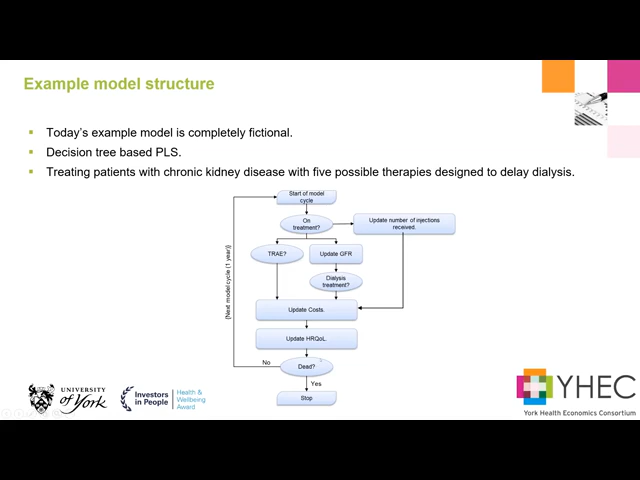 Example model structure
Today's example model is completely fictional.
Decision tree based PLS.
Treating patients with chronic kidney disease with five possible therapies designed to delay dialysis.
Start of model
cycle
On
treatment?
Update number of injections
received.
TRAE?
Update GFR
Dialysis
treatment?
[Next model cycle (1 year)]
Update Costs.
Update HRQoL.
No
Dead?
Yes
Stop
UNIVERSITY
of York
Investors
in People
Health &
Wellbeing
Award
YHEC
York Health Economics Consortium